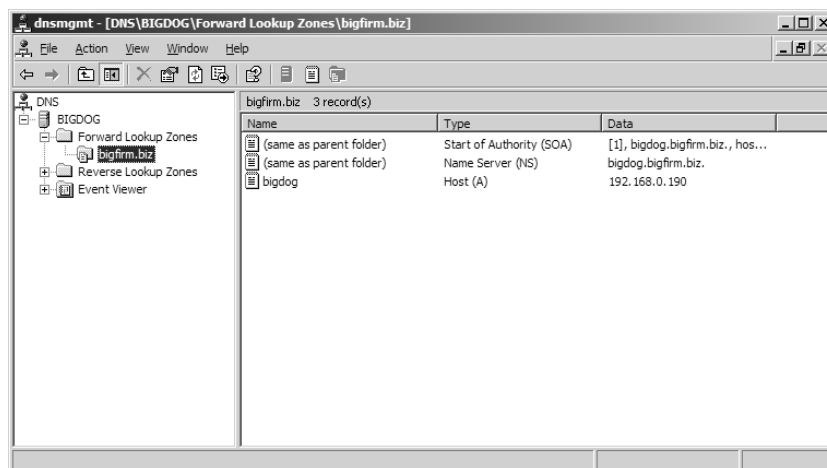 dnsmgmt - [DNS\BIGDOG\Forward Lookup Zones\bigfirm.biz]
File Action View Window Help
DNS
BIGDOG
Forward Lookup Zones
bigfirm.biz
Reverse Lookup Zones
Event Viewer
bigfirm.biz 3 record(s)
Name Type Data
(same as parent folder) Start of Authority (SOA) [1], bigdog.bigfirm.biz., hos...
(same as parent folder) Name Server (NS) bigdog.bigfirm.biz.
bigdog Host (A) 192.168.0.190